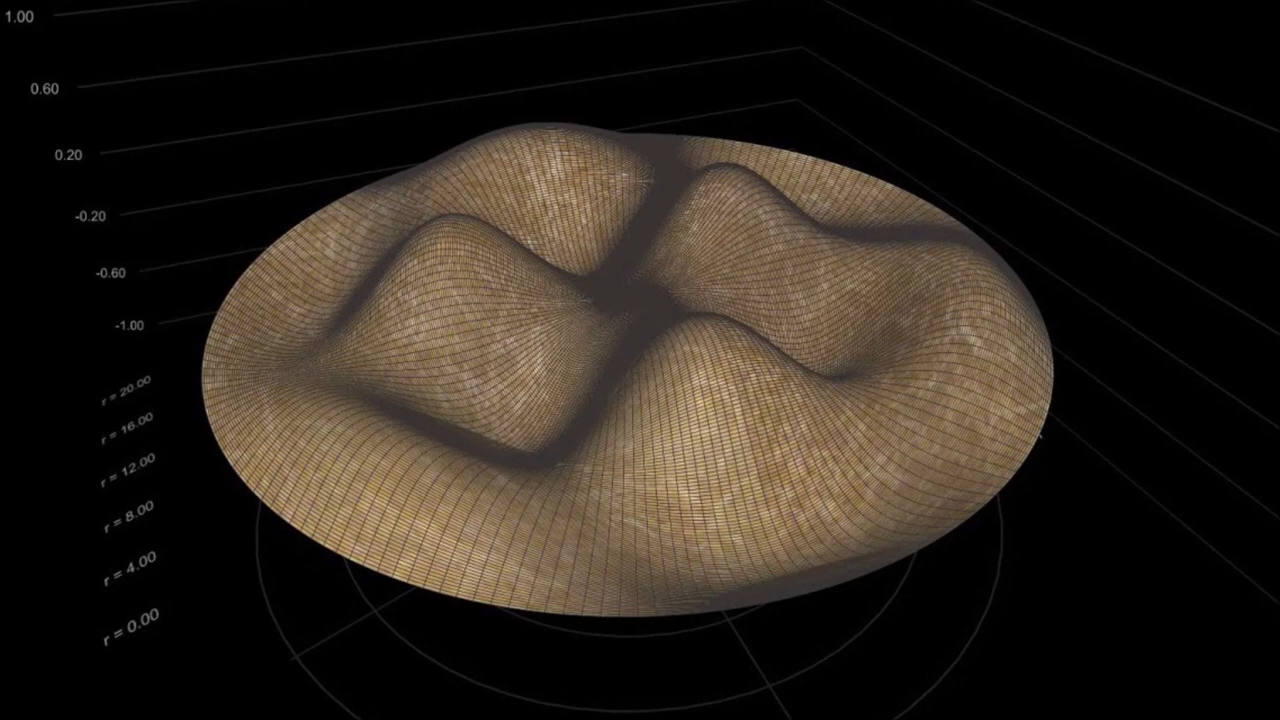 1.00
0.60
0.20
-0.20
-0.60
-1.00
r = 20.00
r = 16.00
r = 12.00
r = 8.00
r = 4.00
r = 0.00